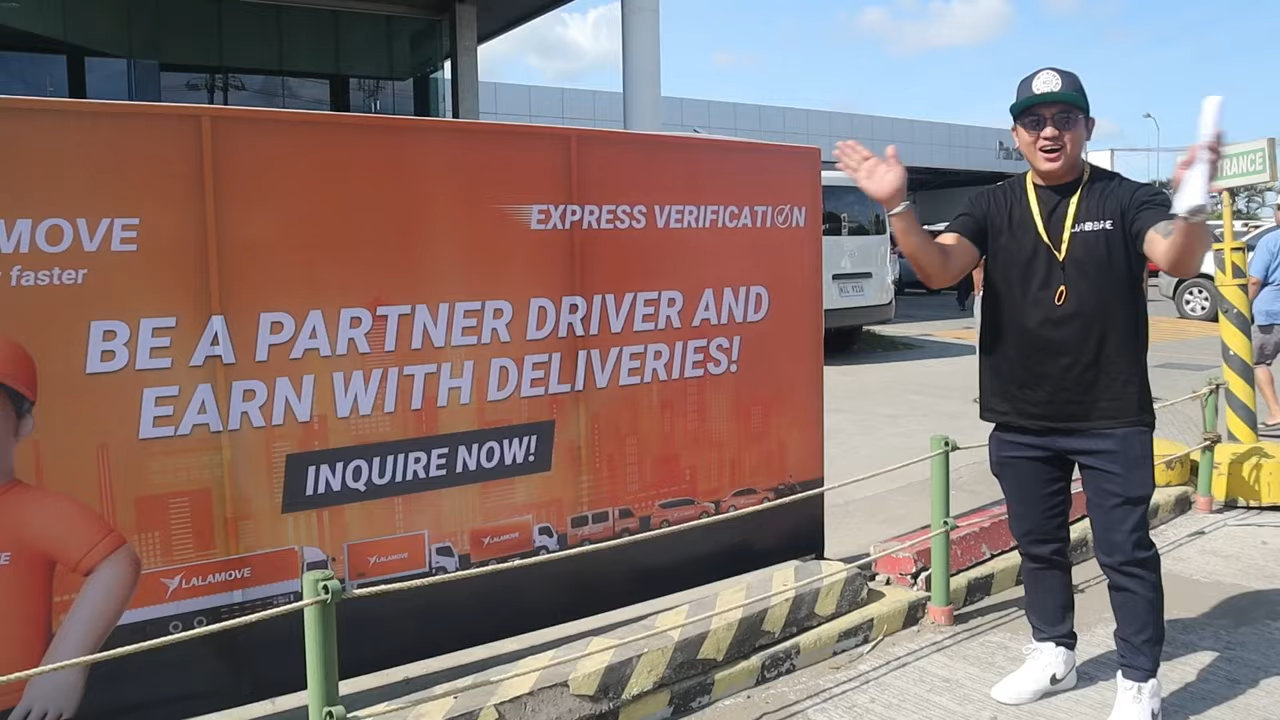 MOVE
faster
EXPRESS VERIFICATION
BE A PARTNER DRIVER AND
EARN WITH DELIVERIES!
INQUIRE NOW!
LALAMOVE
LALAMOVE
LALAMOVE
TRANCE